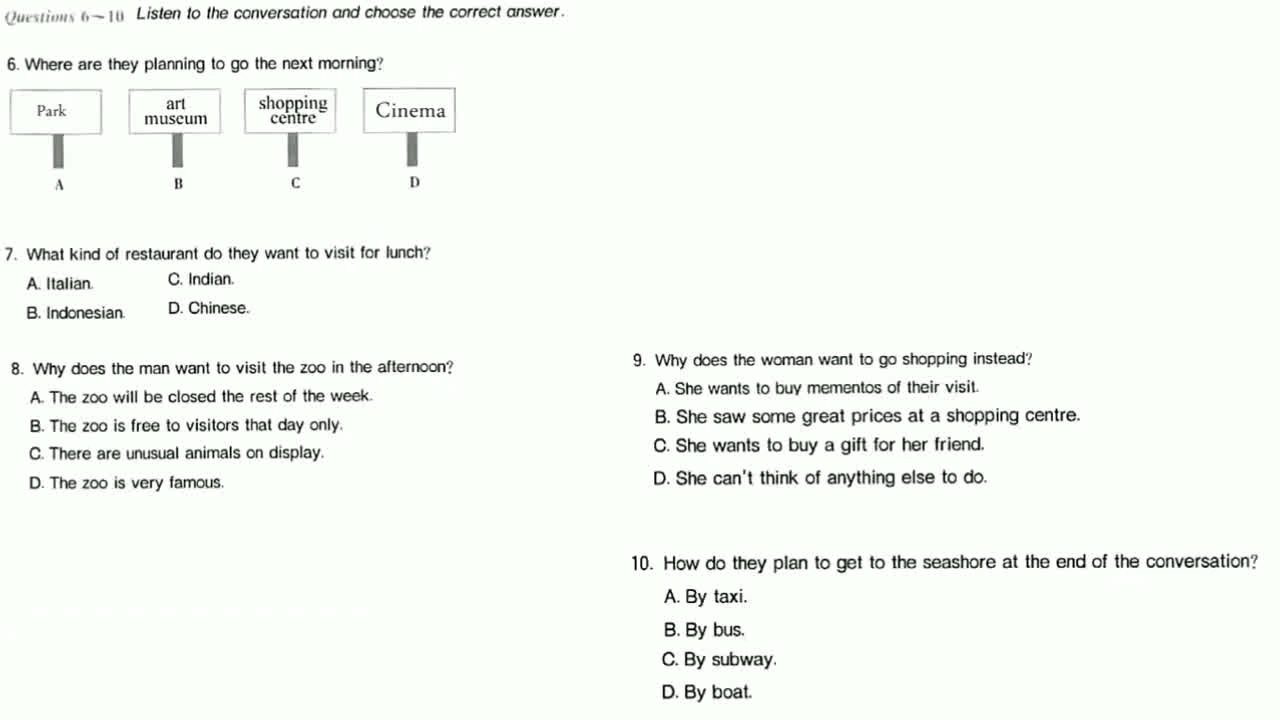 Questions 6~10 Listen to the conversation and choose the correct answer.
6. Where are they planning to go the next morning?
Park
art
museum
shopping
centre
Cinema
A
B
C
D
7. What kind of restaurant do they want to visit for lunch?
A. Italian.
C. Indian.
B. Indonesian.
D. Chinese.
8. Why does the man want to visit the zoo in the afternoon?
A. The zoo will be closed the rest of the week.
B. The zoo is free to visitors that day only.
C. There are unusual animals on display.
D. The zoo is very famous.
9. Why does the woman want to go shopping instead?
A. She wants to buy mementos of their visit.
B. She saw some great prices at a shopping centre.
C. She wants to buy a gift for her friend.
D. She can't think of anything else to do.
10. How do they plan to get to the seashore at the end of the conversation?
A. By taxi.
B. By bus.
C. By subway.
D. By boat.